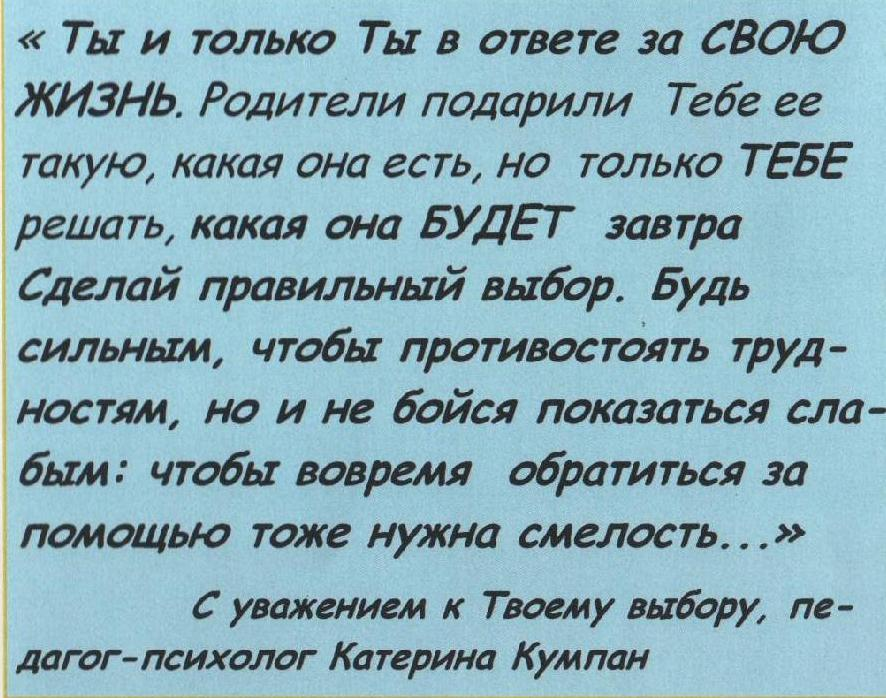 « Ты и только Ты в ответе за СВОЮ
ЖИЗНЬ. Родители подарили Тебе ее
такую, какая она есть, но только ТЕБЕ
решать, какая она БУДЕТ завтра
Сделай правильный выбор. Будь
сильным, чтобы противостоять труд-
ностям, но и не бойся показаться сла-
бым: чтобы вовремя обратиться за
помощью тоже нужна смелость...»
С уважением к Твоему выбору, пе-
дагог-психолог Катерина Кумпан